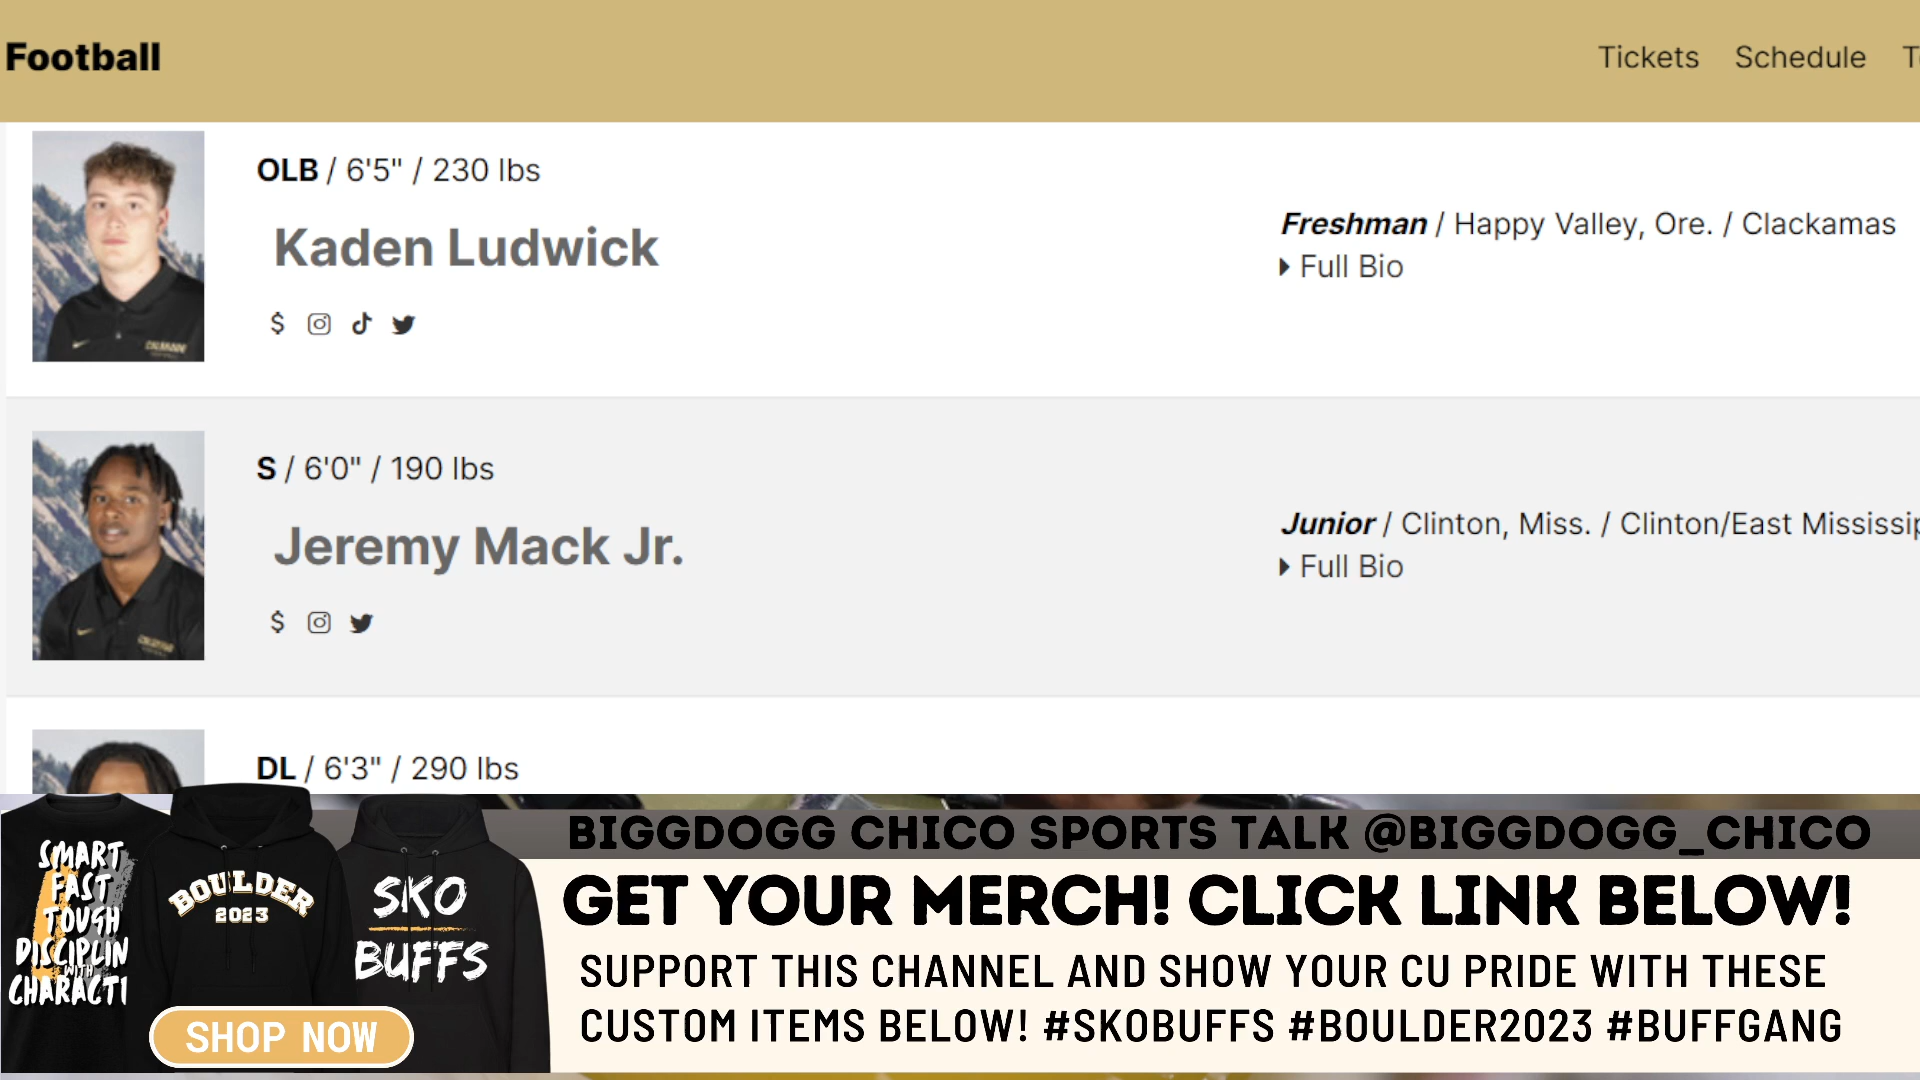 Football
Tickets Schedule
OLB / 6'5" / 230 lbs
Kaden Ludwick
Freshman / Happy Valley, Ore. / Clackamas
Full Bio
S / 6'0" / 190 lbs
Jeremy Mack Jr.
Junior / Clinton, Miss. / Clinton/East Mississip
Full Bio
DL / 6'3" / 290 lbs
BIGGDOGG CHICO SPORTS TALK @BIGGDOGG_CHICO
GET YOUR MERCH! CLICK LINK BELOW!
SUPPORT THIS CHANNEL AND SHOW YOUR CU PRIDE WITH THESE
CUSTOM ITEMS BELOW! #SKOBUFFS #BOULDER2023 #BUFFGANG
SMART
FAST
TOUGH
DISCIPLIN
WITH
CHARACT
BOULDER
2023
SKO
BUFFS
SHOP NOW